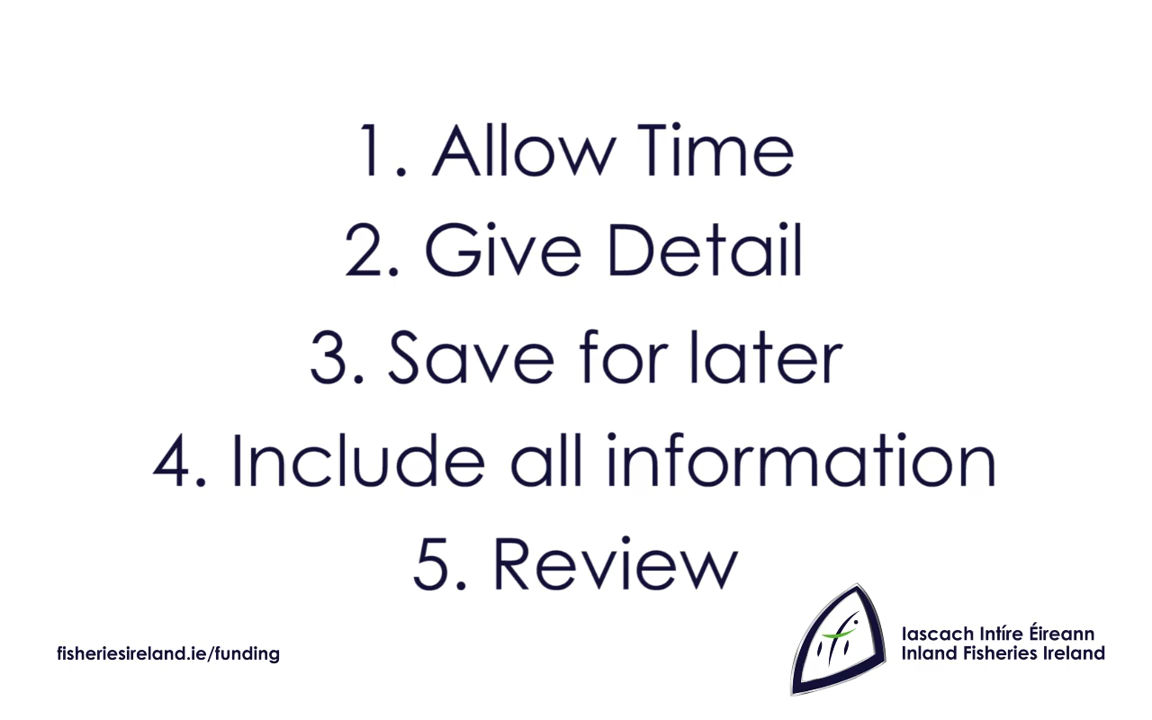 1. Allow Time
2. Give Detail
3. Save for later
4. Include all information
5. Review
fisheriesireland.ie/funding
ifi
Iascach Intíre Éireann
Inland Fisheries Ireland